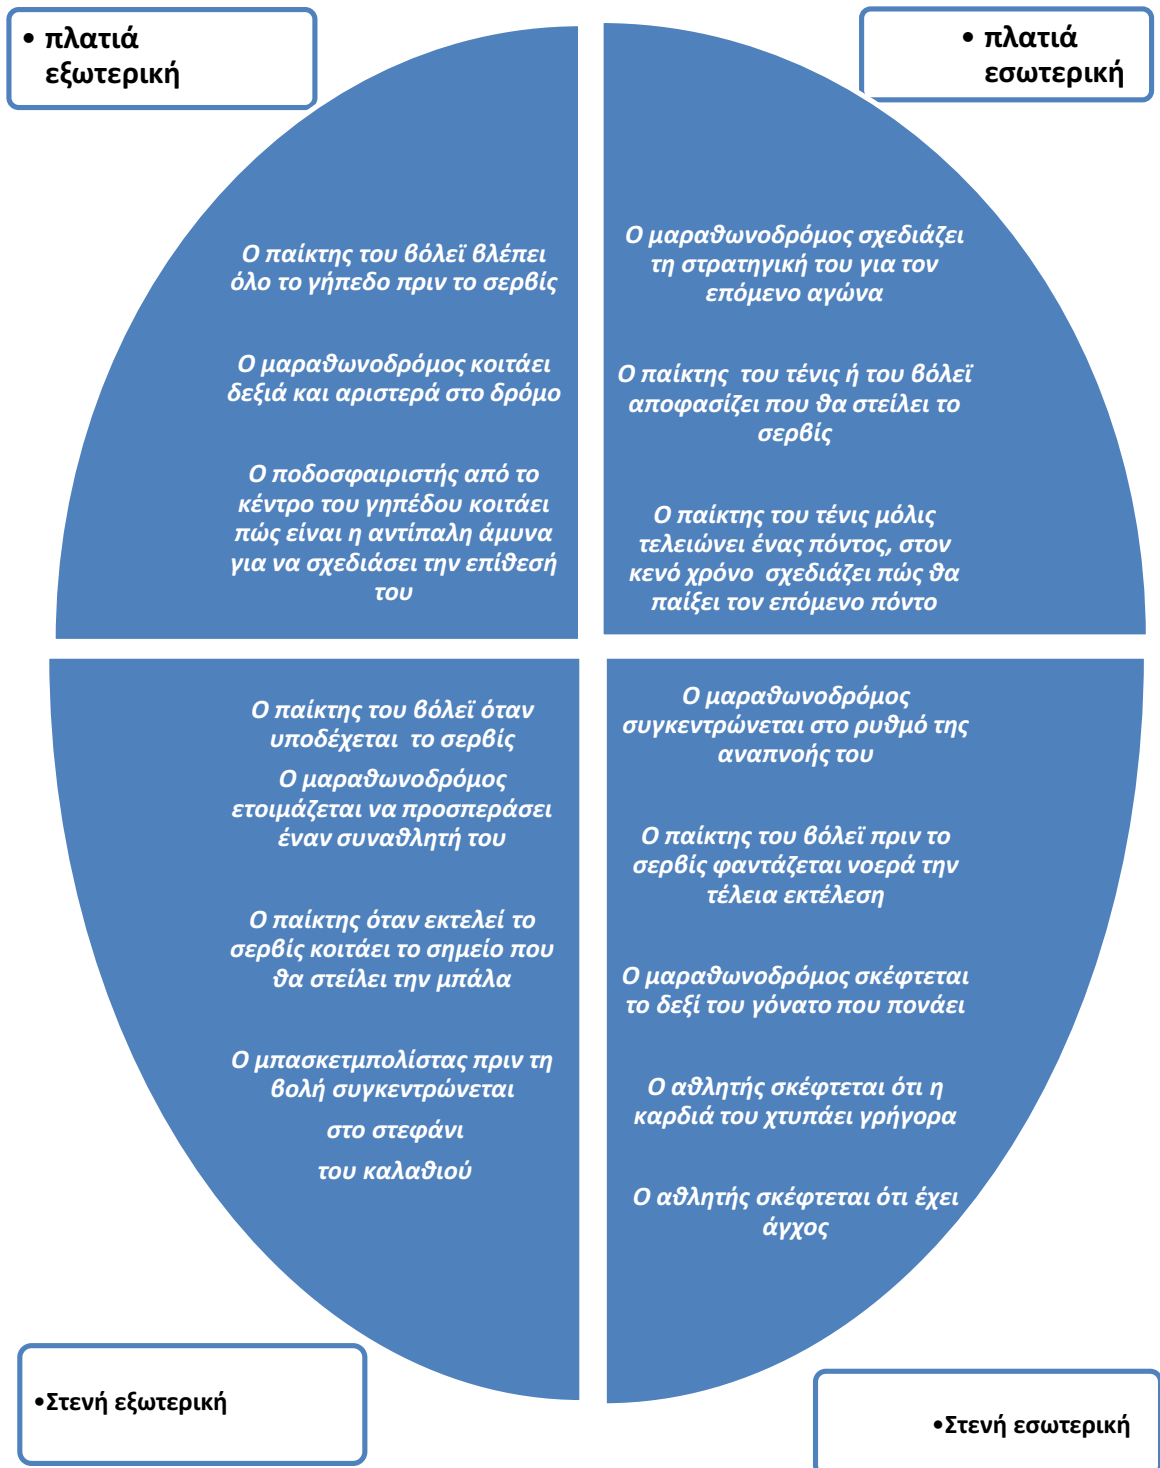 • πλατιά
εξωτερική
• πλατιά
εσωτερική
Ο παίκτης του βόλεϊ βλέπει
όλο το γήπεδο πριν το σερβίς
Ο μαραθωνοδρόμος κοιτάει
δεξιά και αριστερά στο δρόμο
Ο ποδοσφαιριστής από το
κέντρο του γηπέδου κοιτάει
πώς είναι η αντίπαλη άμυνα
για να σχεδιάσει την επίθεσή
του
Ο μαραθωνοδρόμος σχεδιάζει
τη στρατηγική του για τον
επόμενο αγώνα
Ο παίκτης  του τένις ή του βόλεϊ
αποφασίζει που θα στείλει το
σερβίς
Ο παίκτης του τένις μόλις
τελειώνει ένας πόντος, στον
κενό χρόνο  σχεδιάζει πώς θα
παίξει τον επόμενο πόντο
Ο παίκτης του βόλεϊ όταν
υποδέχεται  το σερβίς
Ο μαραθωνοδρόμος
ετοιμάζεται να προσπεράσει
έναν συναθλητή του
Ο παίκτης όταν εκτελεί το
σερβίς κοιτάει το σημείο που
θα στείλει την μπάλα
Ο μπασκετμπολίστας πριν τη
βολή συγκεντρώνεται
στο στεφάνι
του καλαθιού
Ο μαραθωνοδρόμος
συγκεντρώνεται στο ρυθμό της
αναπνοής του
Ο παίκτης του βόλεϊ πριν το
σερβίς φαντάζεται νοερά την
τέλεια εκτέλεση
Ο μαραθωνοδρόμος σκέφτεται
το δεξί του γόνατο που πονάει
Ο αθλητής σκέφτεται ότι η
καρδιά του χτυπάει γρήγορα
Ο αθλητής σκέφτεται ότι έχει
άγχος
•Στενή εξωτερική
•Στενή εσωτερική